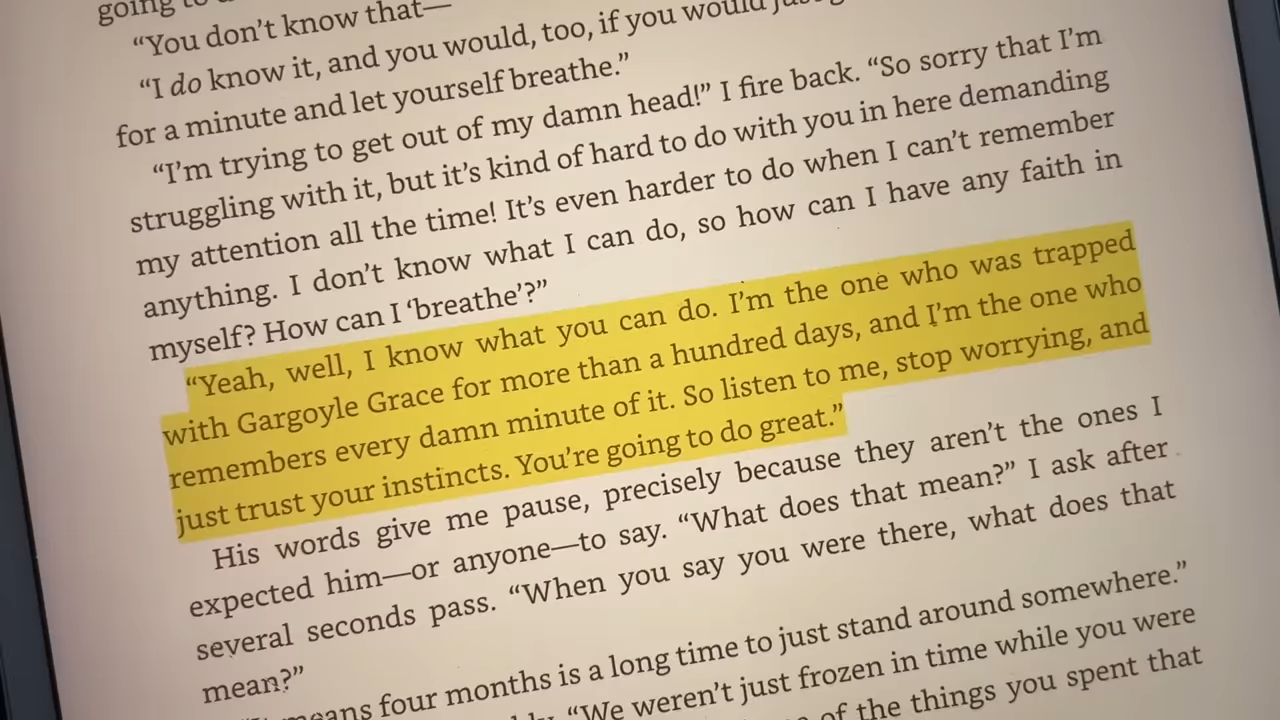 going to
“You don’t know that—
“I do know it, and you would, too, if you would just
for a minute and let yourself breathe.”
“I’m trying to get out of my damn head!” I fire back. “So sorry that I’m
struggling with it, but it’s kind of hard to do with you in here demanding
my attention all the time! It’s even harder to do when I can’t remember
anything. I don’t know what I can do, so how can I have any faith in
myself? How can I ‘breathe’?”
“Yeah, well, I know what you can do. I’m the one who was trapped
with Gargoyle Grace for more than a hundred days, and I’m the one who
remembers every damn minute of it. So listen to me, stop worrying, and
just trust your instincts. You’re going to do great.”
His words give me pause, precisely because they aren’t the ones I
expected him—or anyone—to say. “What does that mean?” I ask after
several seconds pass. “When you say you were there, what does that
mean?”
means four months is a long time to just stand around somewhere.”
“We weren’t just frozen in time while you were
of the things you spent that